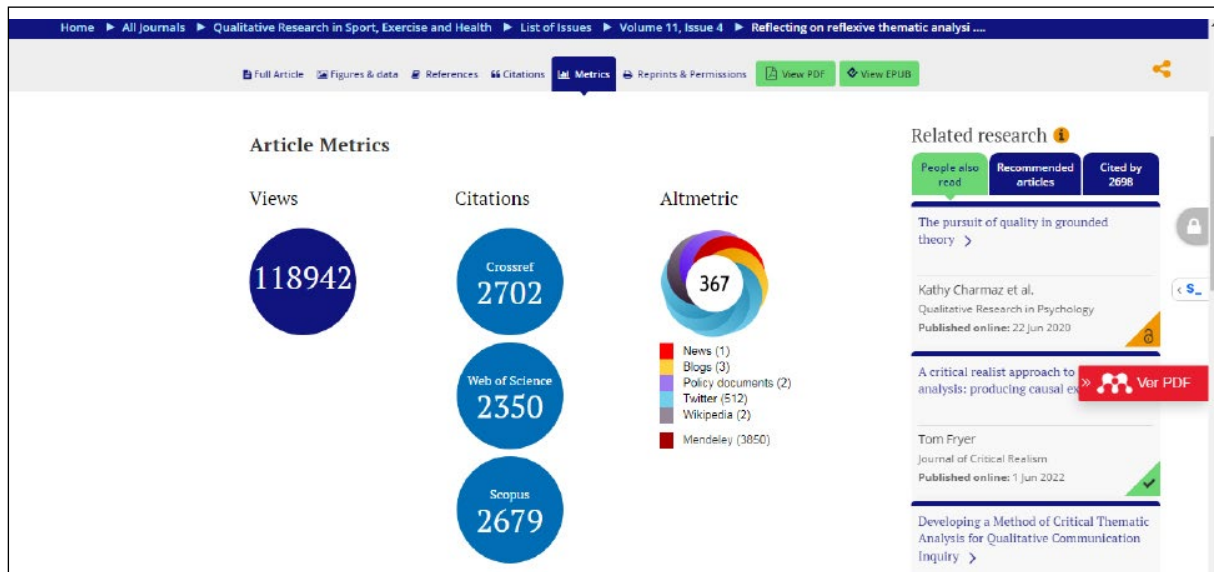 Home ▶ All Journals ▶ Qualitative Research in Sport, Exercise and Health ▶ List of Issues ▶ Volume 11, Issue 4 ▶ Reflecting on reflexive thematic analysi ....
Full Article Figures & data References Citations Metrics Reprints & Permissions View PDF View EPUB
Article Metrics
Views
118942
Citations
Crossref
2702
Web of Science
2350
Scopus
2679
Altmetric
367
News (1)
Blogs (3)
Policy documents (2)
Twitter (512)
Wikipedia (2)
Mendeley (3850)
Related research
People also
read
Recommended
articles
Cited by
2698
The pursuit of quality in grounded
theory >
Kathy Charmaz et al.
Qualitative Research in Psychology
Published online: 22 Jun 2020
A critical realist approach to
analysis: producing causal ex
Tom Fryer
Journal of Critical Realism
Published online: 1 Jun 2022
Developing a Method of Critical Thematic
Analysis for Qualitative Communication
Inquiry >
‹ S_
» Ver PDF